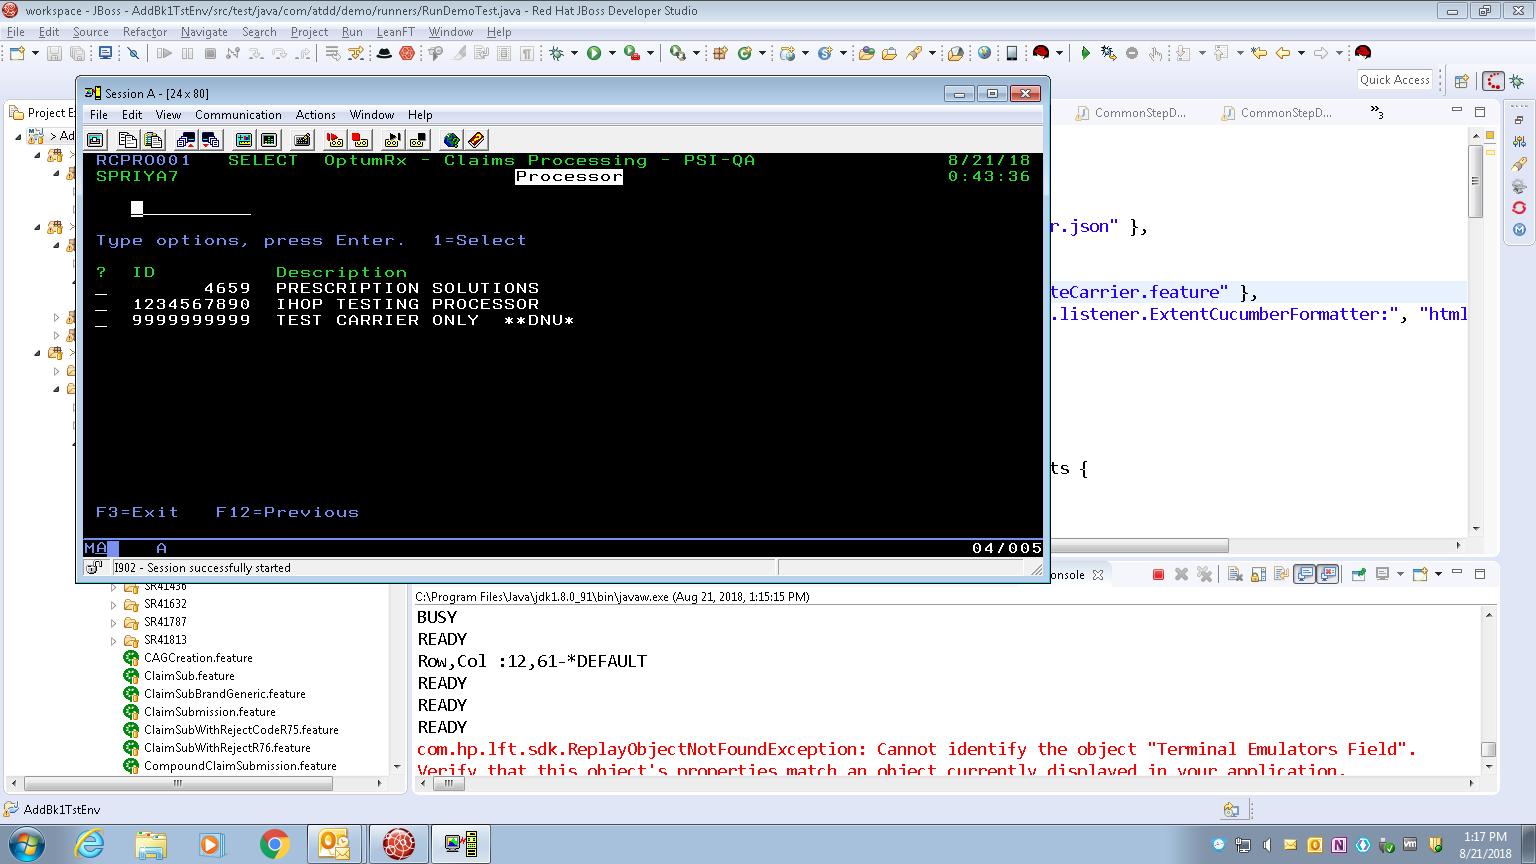 workspace - JBoss - AddBk1TstEnv/src/test/java/com/atdd/demo/runners/RunDemoTest.java - Red Hat JBoss Developer Studio
File Edit Source Refactor Navigate Search Project Run LeanFT Window Help
Quick Access
Project E
Session A - [24 x 80]
CommonStepD...
CommonStepD...
»3
File Edit View Communication Actions Window Help
> Ad
RCPRO001 SELECT OptumRx - Claims Processing - PSI-QA 8/21/18
SPRIYA7 Processor 0:43:36
Type options, press Enter. 1=Select
? ID Description
_ 4659 PRESCRIPTION SOLUTIONS
_ 1234567890 IHOP TESTING PROCESSOR
_ 9999999999 TEST CARRIER ONLY **DNU*
F3=Exit F12=Previous
MA A 04/005
I902 - Session successfully started
r.json" },
teCarrier.feature" },
.listener.ExtentCucumberFormatter:", "html
ts {
onsole
SR41436
SR41632
SR41787
SR41813
CAGCreation.feature
ClaimSub.feature
ClaimSubBrandGeneric.feature
ClaimSubmission.feature
ClaimSubWithRejectCodeR75.feature
ClaimSubWithRejectR76.feature
CompoundClaimSubmission.feature
C:\Program Files\Java\jdk1.8.0_91\bin\javaw.exe (Aug 21, 2018, 1:15:15 PM)
BUSY
READY
Row,Col :12,61-*DEFAULT
READY
READY
READY
com.hp.lft.sdk.ReplayObjectNotFoundException: Cannot identify the object "Terminal Emulators Field".
Verify that this object's properties match an object currently displayed in your application.
AddBk1TstEnv
1:17 PM
8/21/2018